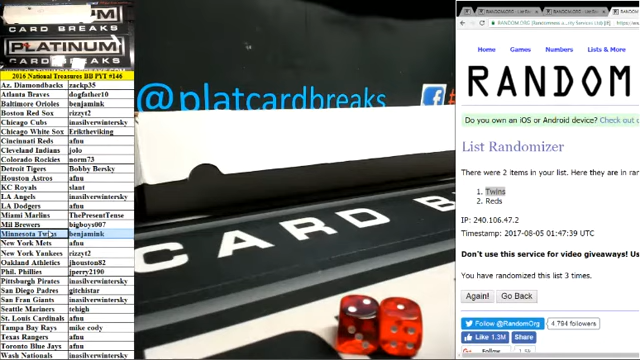 PLATINUM
CARD BREAKS
PLATINUM
CARD BREAKS
2016 National Treasures BB PYT #146
Az. Diamondbacks zackp35
Atlanta Braves dogfather10
Baltimore Orioles benjamink
Boston Red Sox rizzyt2
Chicago Cubs inasilverwintersky
Chicago White Sox Eriktheviking
Cincinnati Reds afnu
Cleveland Indians jolo
Colorado Rockies norm73
Detroit Tigers Bobby Bersky
Houston Astros afnu
KC Royals slaut
LA Angels inasilverwintersky
LA Dodgers afnu
Miami Marlins ThePresentTense
Mil Brewers bigboys007
Minnesota Twins benjamink
New York Mets afnu
New York Yankees rizzyt2
Oakland Athletics jhouston82
Phil. Phillies jperry2190
Pittsburgh Pirates inasilverwintersky
San Diego Padres gitchistar
San Fran Giants inasilverwintersky
Seattle Mariners tehigh
St. Louis Cardinals afnu
Tampa Bay Rays mike cody
Texas Rangers afnu
Toronto Blue Jays afnu
Wash Nationals inasilverwintersky
@platcardbreaks
CARD B
Home Games Numbers Lists & More
RANDOM
Do you own an iOS or Android device? Check out
List Randomizer
There were 2 items in your list. Here they are in ran
1. Twins
2. Reds
IP: 240.106.47.2
Timestamp: 2017-08-05 01:47:39 UTC
Don't use this service for video giveaways! Us
You have randomized this list 3 times.
Again! Go Back
Follow @RandomOrg 4,794 followers
Like 1.3M Share